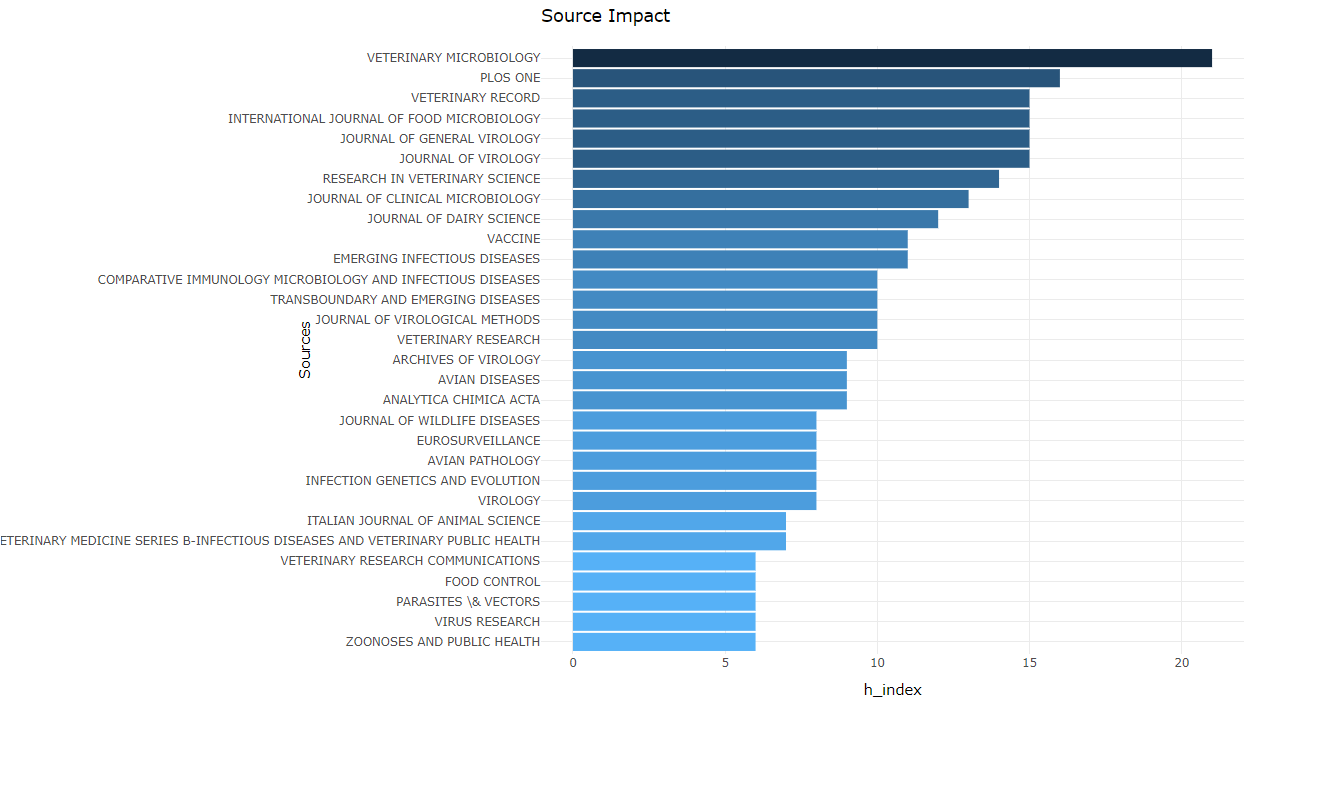 Source Impact
VETERINARY MICROBIOLOGY
PLOS ONE
VETERINARY RECORD
INTERNATIONAL JOURNAL OF FOOD MICROBIOLOGY
JOURNAL OF GENERAL VIROLOGY
JOURNAL OF VIROLOGY
RESEARCH IN VETERINARY SCIENCE
JOURNAL OF CLINICAL MICROBIOLOGY
JOURNAL OF DAIRY SCIENCE
VACCINE
EMERGING INFECTIOUS DISEASES
COMPARATIVE IMMUNOLOGY MICROBIOLOGY AND INFECTIOUS DISEASES
TRANSBOUNDARY AND EMERGING DISEASES
JOURNAL OF VIROLOGICAL METHODS
VETERINARY RESEARCH
ARCHIVES OF VIROLOGY
AVIAN DISEASES
ANALYTICA CHIMICA ACTA
JOURNAL OF WILDLIFE DISEASES
EUROSURVEILLANCE
AVIAN PATHOLOGY
INFECTION GENETICS AND EVOLUTION
VIROLOGY
ITALIAN JOURNAL OF ANIMAL SCIENCE
ETERINARY MEDICINE SERIES B-INFECTIOUS DISEASES AND VETERINARY PUBLIC HEALTH
VETERINARY RESEARCH COMMUNICATIONS
FOOD CONTROL
PARASITES \& VECTORS
VIRUS RESEARCH
ZOONOSES AND PUBLIC HEALTH
Sources
0 5 10 15 20
h_index